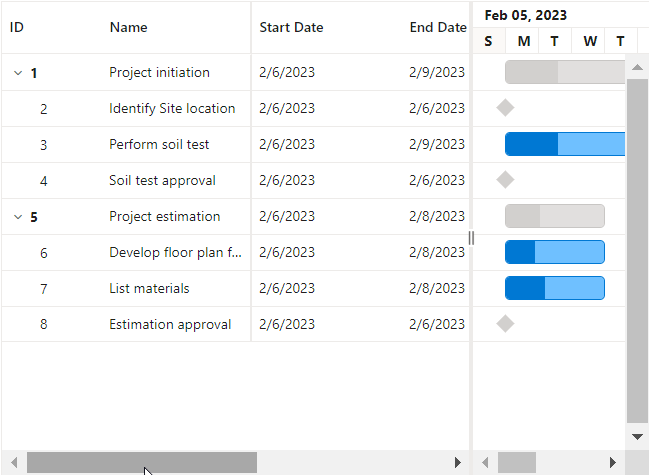 ID Name Start Date End Date Feb 05, 2023
S M T W T
1 Project initiation 2/6/2023 2/9/2023
2 Identify Site location 2/6/2023 2/6/2023
3 Perform soil test 2/6/2023 2/9/2023
4 Soil test approval 2/6/2023 2/6/2023
5 Project estimation 2/6/2023 2/8/2023
6 Develop floor plan f... 2/6/2023 2/8/2023
7 List materials 2/6/2023 2/8/2023
8 Estimation approval 2/6/2023 2/6/2023